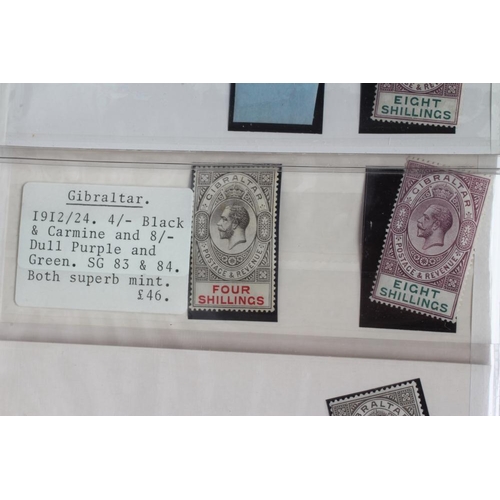 EIGHT
SHILLINGS
Gibraltar.
1912/24. 4/- Black
& Carmine and 8/-
Dull Purple and
Green. SG 83 & 84.
Both superb mint.
£46.
GIBRALTAR
POSTAGE & REVENUE
FOUR
SHILLINGS
GIBRALTAR
POSTAGE & REVENUE
EIGHT
SHILLINGS
GIBRALTAR